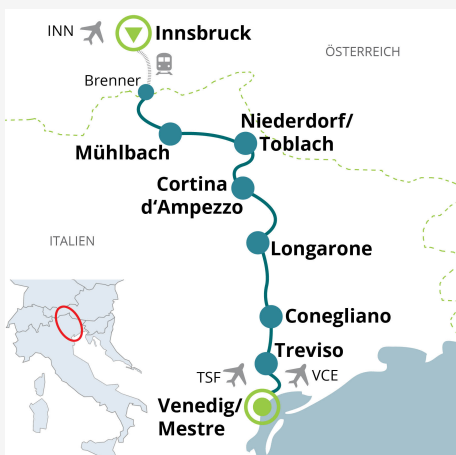 INN
Innsbruck
ÖSTERREICH
Brenner
Niederdorf/
Toblach
Mühlbach
Cortina
d‘Ampezzo
ITALIEN
Longarone
Conegliano
Treviso
TSF
VCE
Venedig/
Mestre